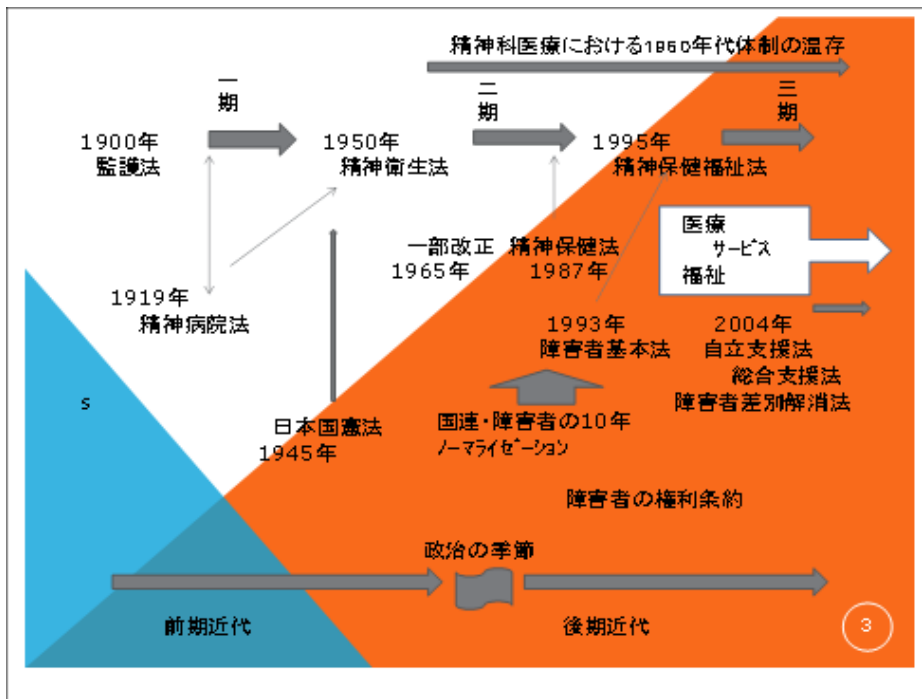 精神科医療における1960年代体制の温存
一期
二期
三期
1900年
監護法
1950年
精神衛生法
1995年
精神保健福祉法
医療
サービス
福祉
一部改正
1965年
精神保健法
1987年
1919年
精神病院法
1993年
障害者基本法
2004年
自立支援法
総合支援法
障害者差別解消法
s
日本国憲法
1945年
国連・障害者の10年
ノーマライゼーション
障害者の権利条約
政治の季節
前期近代
後期近代
3